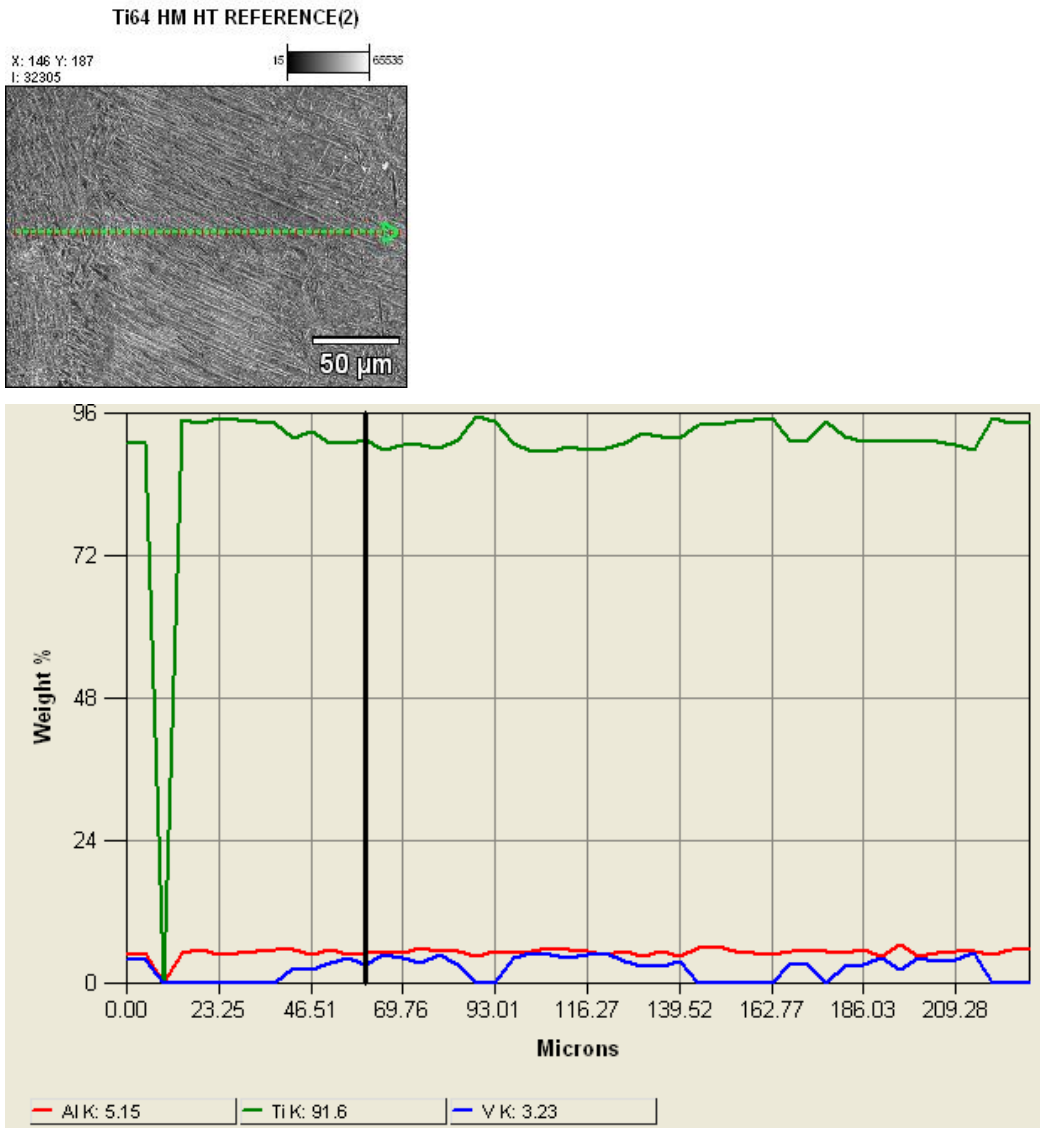 Ti64 HM HT REFERENCE(2)
X: 146 Y: 187
I: 32305
15 65535
50 µm
96
72
48
24
0
Weight %
0.00 23.25 46.51 69.76 93.01 116.27 139.52 162.77 186.03 209.28
Microns
Al K: 5.15 Ti K: 91.6 V K: 3.23